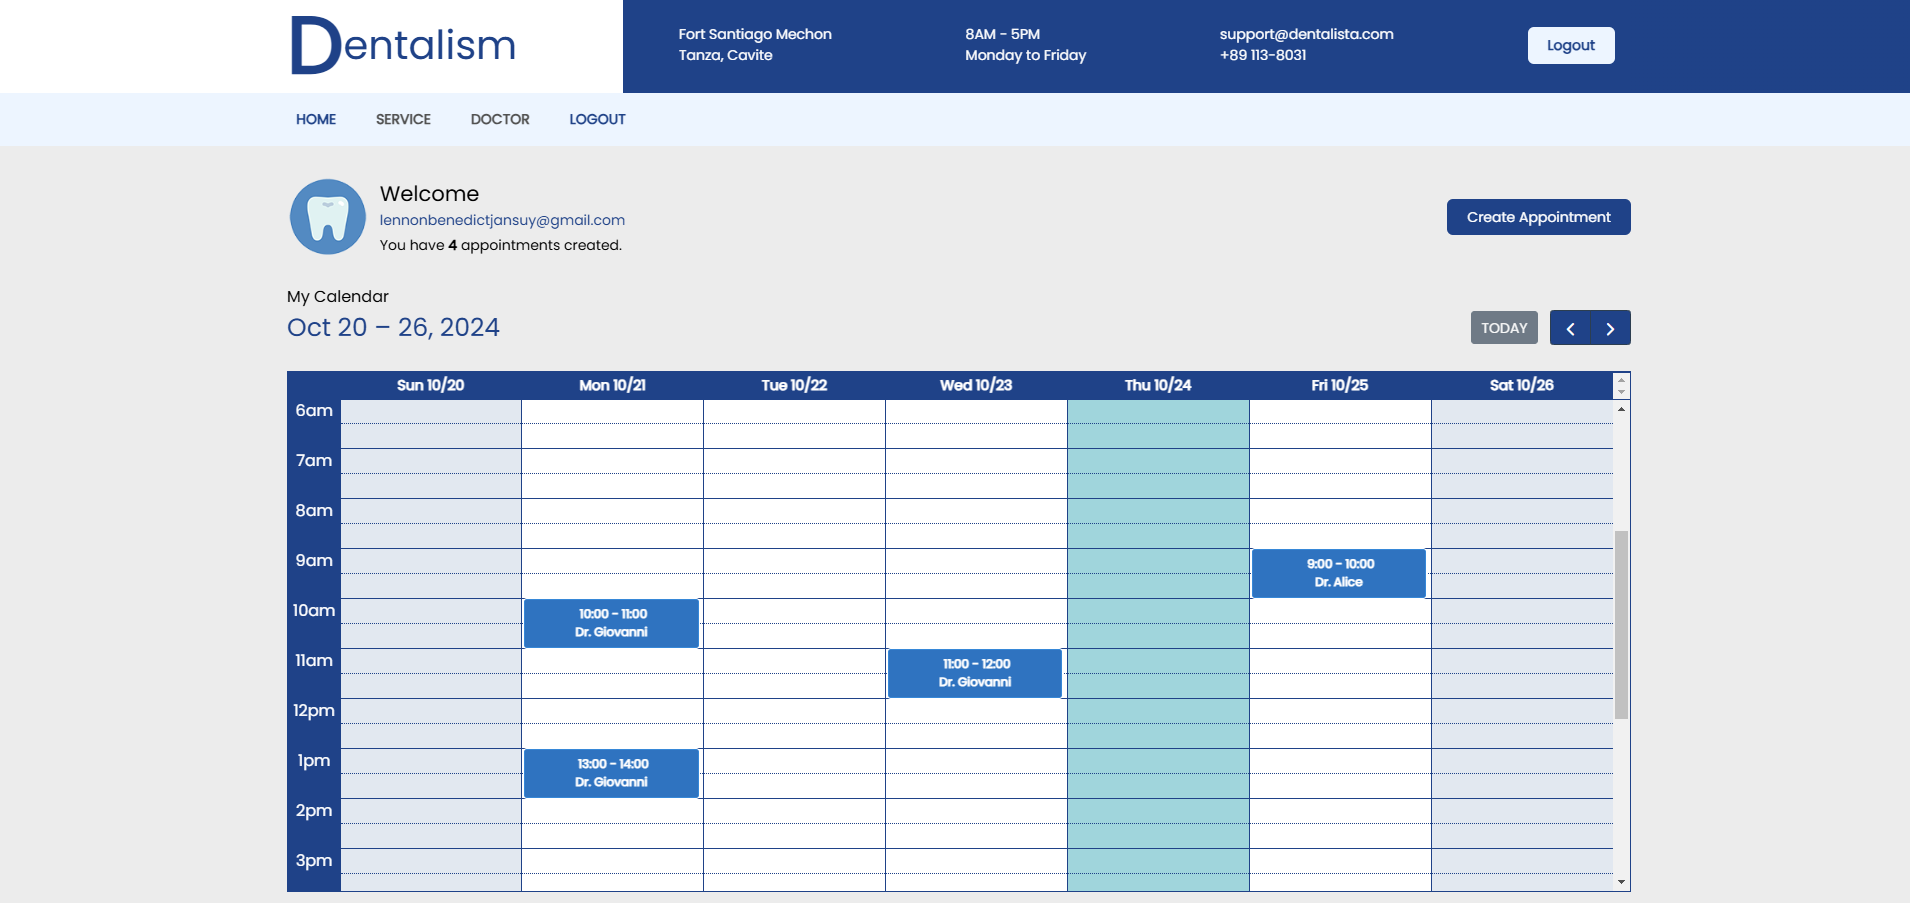 Dentalism
Fort Santiago Mechon
Tanza, Cavite
8AM - 5PM
Monday to Friday
support@dentalista.com
+89 113-8031
Logout
HOME SERVICE DOCTOR LOGOUT
Welcome
lennonbenedictjansuy@gmail.com
You have 4 appointments created.
Create Appointment
My Calendar
Oct 20 – 26, 2024
TODAY
Sun 10/20 Mon 10/21 Tue 10/22 Wed 10/23 Thu 10/24 Fri 10/25 Sat 10/26
6am
7am
8am
9am
9:00 - 10:00
Dr. Alice
10am
10:00 - 11:00
Dr. Giovanni
11am
11:00 - 12:00
Dr. Giovanni
12pm
1pm
13:00 - 14:00
Dr. Giovanni
2pm
3pm